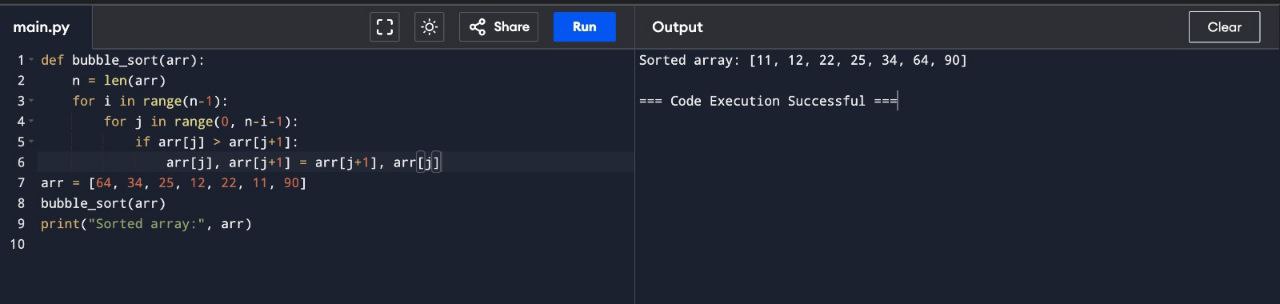 main.py
Share
Run
Output
Clear
1 def bubble_sort(arr):
2     n = len(arr)
3     for i in range(n-1):
4         for j in range(0, n-i-1):
5             if arr[j] > arr[j+1]:
6                 arr[j], arr[j+1] = arr[j+1], arr[j]
7 arr = [64, 34, 25, 12, 22, 11, 90]
8 bubble_sort(arr)
9 print("Sorted array:", arr)
10
Sorted array: [11, 12, 22, 25, 34, 64, 90]
=== Code Execution Successful ===